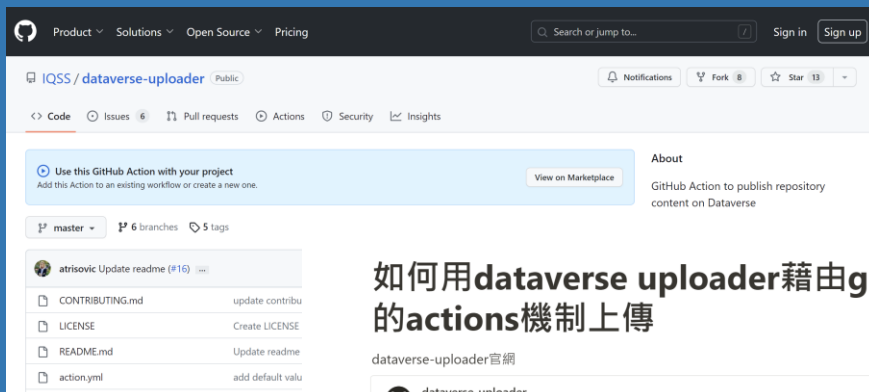 Product Solutions Open Source Pricing Search or jump to... / Sign in Sign up
IQSS / dataverse-uploader Public Notifications Fork 8 Star 13
Code Issues 6 Pull requests Actions Security Insights
Use this GitHub Action with your project
Add this Action to an existing workflow or create a new one.
View on Marketplace
About
GitHub Action to publish repository
content on Dataverse
master 6 branches 5 tags
atrisovic Update readme (#16) ...
CONTRIBUTING.md update contribu
LICENSE Create LICENSE
README.md Update readme
action.yml add default valu
如何用dataverse uploader藉由g
的actions機制上傳
dataverse-uploader官網
dataverse-uploader